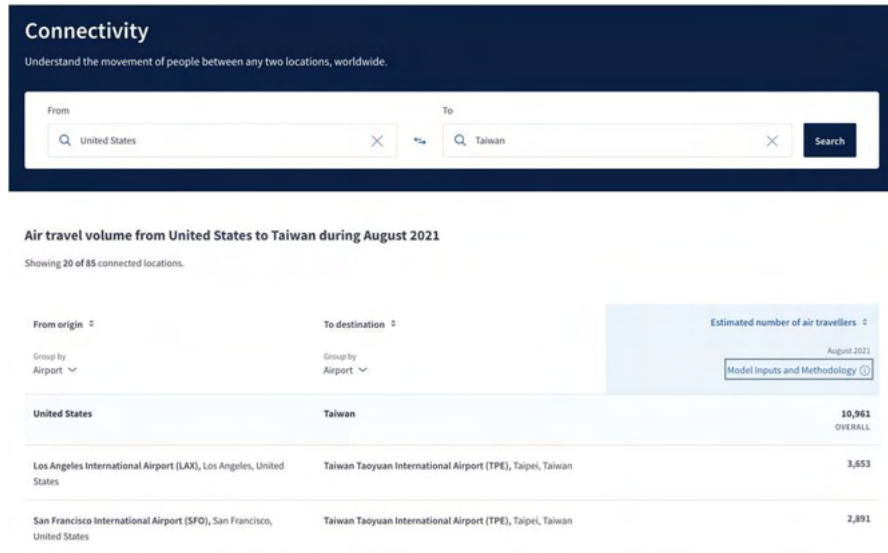 Connectivity
Understand the movement of people between any two locations, worldwide.
From
To
United States
Taiwan
Search
Air travel volume from United States to Taiwan during August 2021
Showing 20 of 85 connected locations.
From origin
To destination
Estimated number of air travellers
Group by
Airport
Group by
Airport
August 2021
Model Inputs and Methodology
United States
Taiwan
10,961
OVERALL
Los Angeles International Airport (LAX), Los Angeles, United
States
Taiwan Taoyuan International Airport (TPE), Taipei, Taiwan
3,653
San Francisco International Airport (SFO), San Francisco,
United States
Taiwan Taoyuan International Airport (TPE), Taipei, Taiwan
2,891